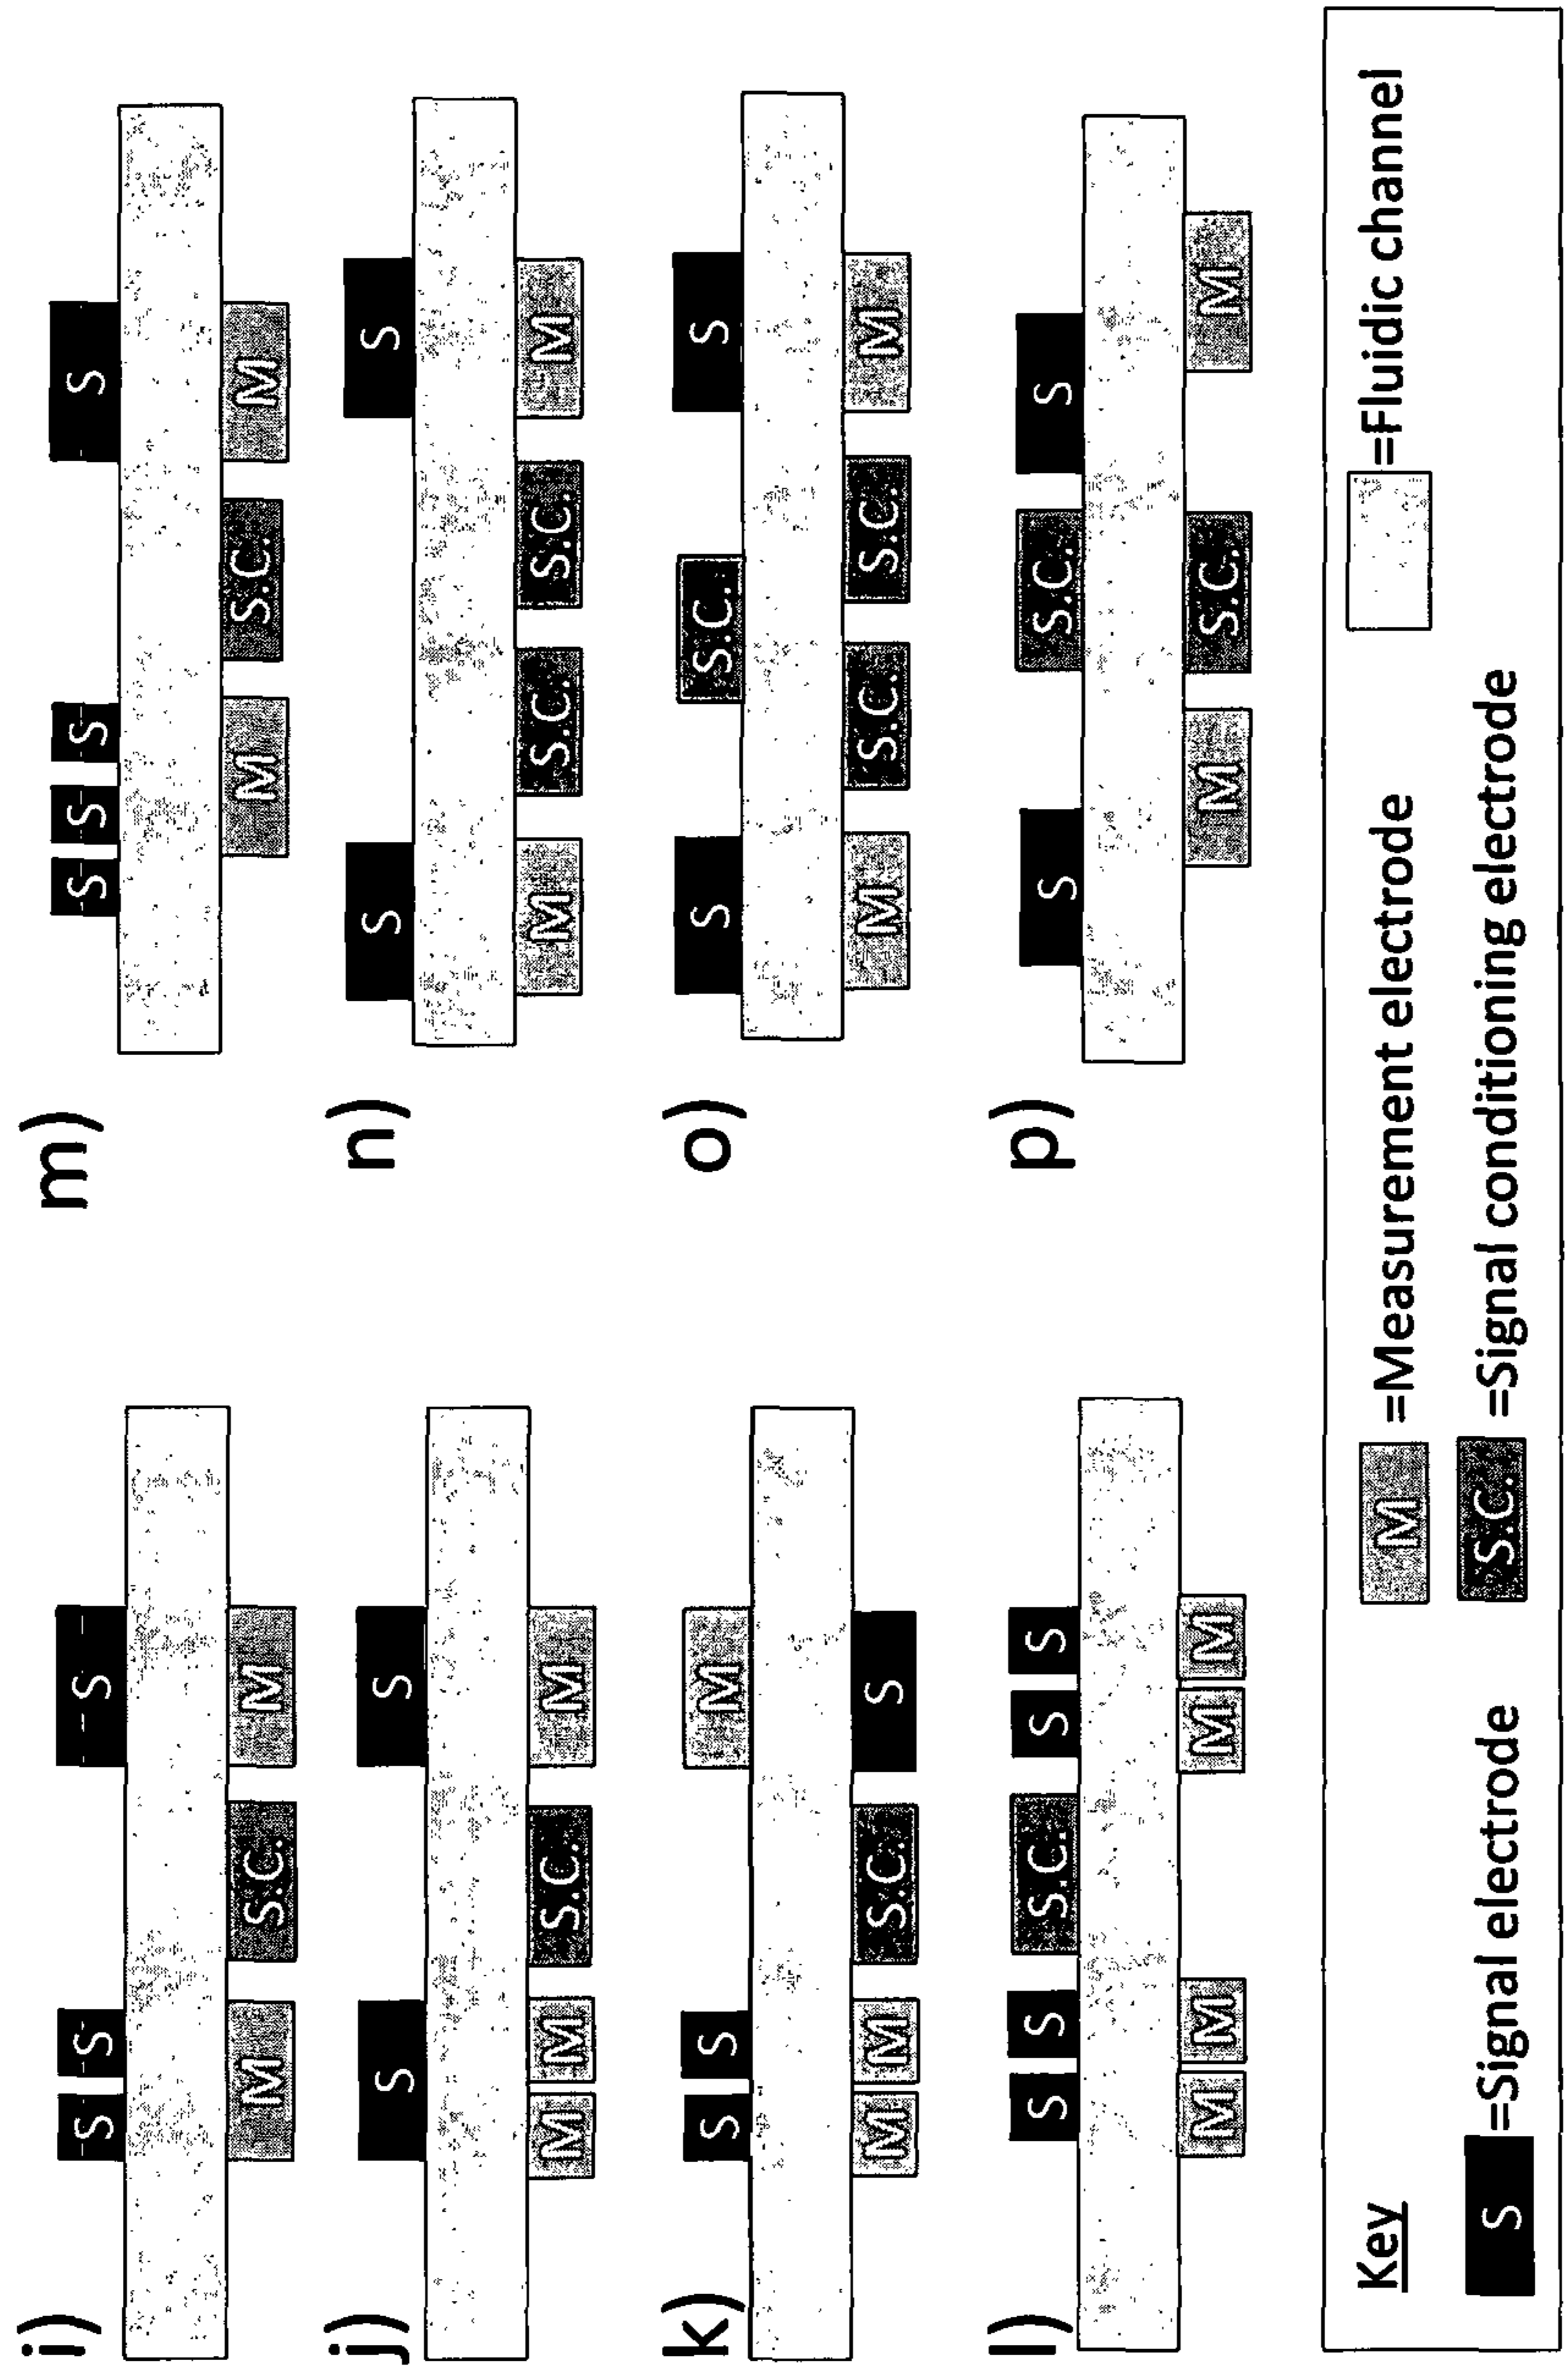 i)
S S S
M S.C. M
j)
S S
M M S.C. M
k)
S S M
M M S.C. S
l)
S S S.C. S S
M M M M
m)
S S S S
M S.C. M
n)
S S
M S.C. S.C. M
o)
S S.C. S
M S.C. S.C. M
p)
S S.C. S
M S.C. M
Key M =Measurement electrode =Fluidic channel
S =Signal electrode S.C. =Signal conditioning electrode